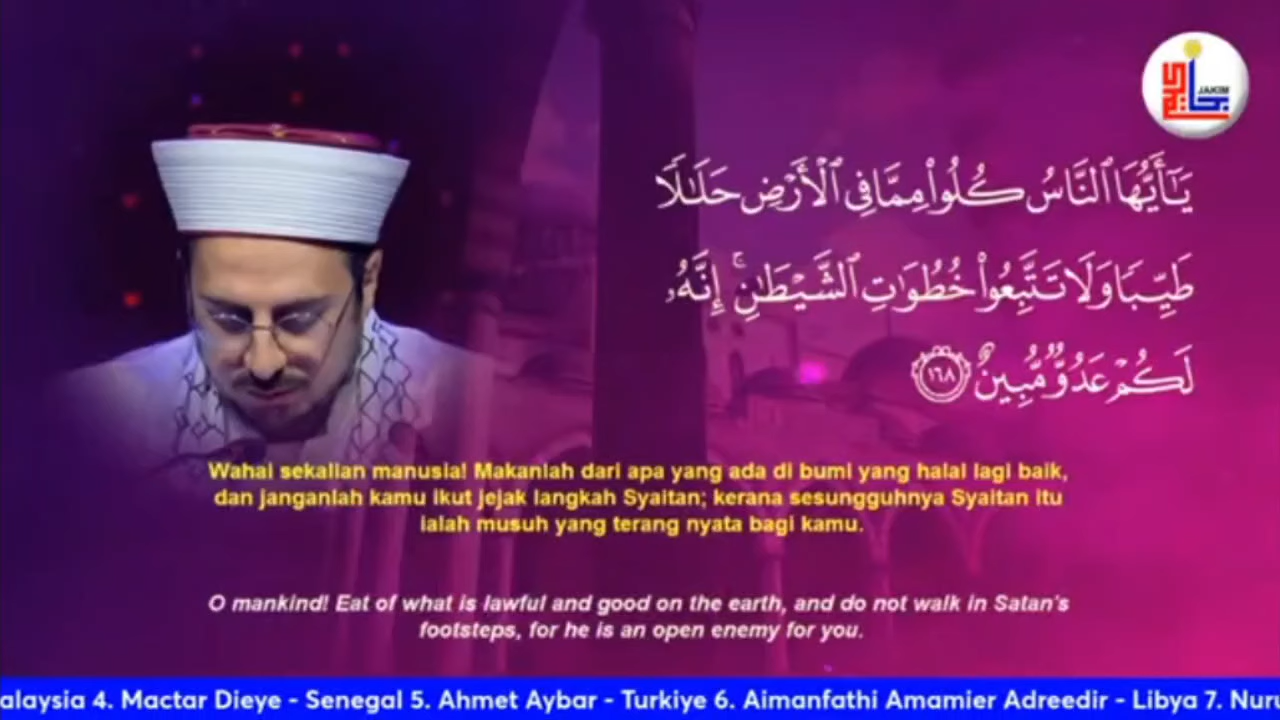 JAKIM
يَـٰٓأَيُّهَا ٱلنَّاسُ كُلُوا۟ مِمَّا فِى ٱلْأَرْضِ حَلَـٰلًا
طَيِّبًا وَلَا تَتَّبِعُوا۟ خُطُوَٰتِ ٱلشَّيْطَـٰنِ ۚ إِنَّهُۥ
لَكُمْ عَدُوٌّ مُّبِينٌ ١٦٨
Wahai sekalian manusia! Makanlah dari apa yang ada di bumi yang halal lagi baik,
dan janganlah kamu ikut jejak langkah Syaitan; kerana sesungguhnya Syaitan itu
ialah musuh yang terang nyata bagi kamu.
O mankind! Eat of what is lawful and good on the earth, and do not walk in Satan's
footsteps, for he is an open enemy for you.
alaysia 4. Mactar Dieye - Senegal 5. Ahmet Aybar - Turkiye 6. Aimanfathi Amamier Adreedir - Libya 7. Nuru